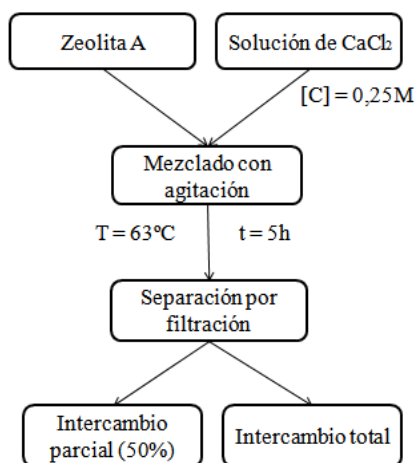 Zeolita A
Solución de CaCl₂
[C] = 0,25M
Mezclado con
agitación
T = 63ºC
t = 5h
Separación por
filtración
Intercambio
parcial (50%)
Intercambio total